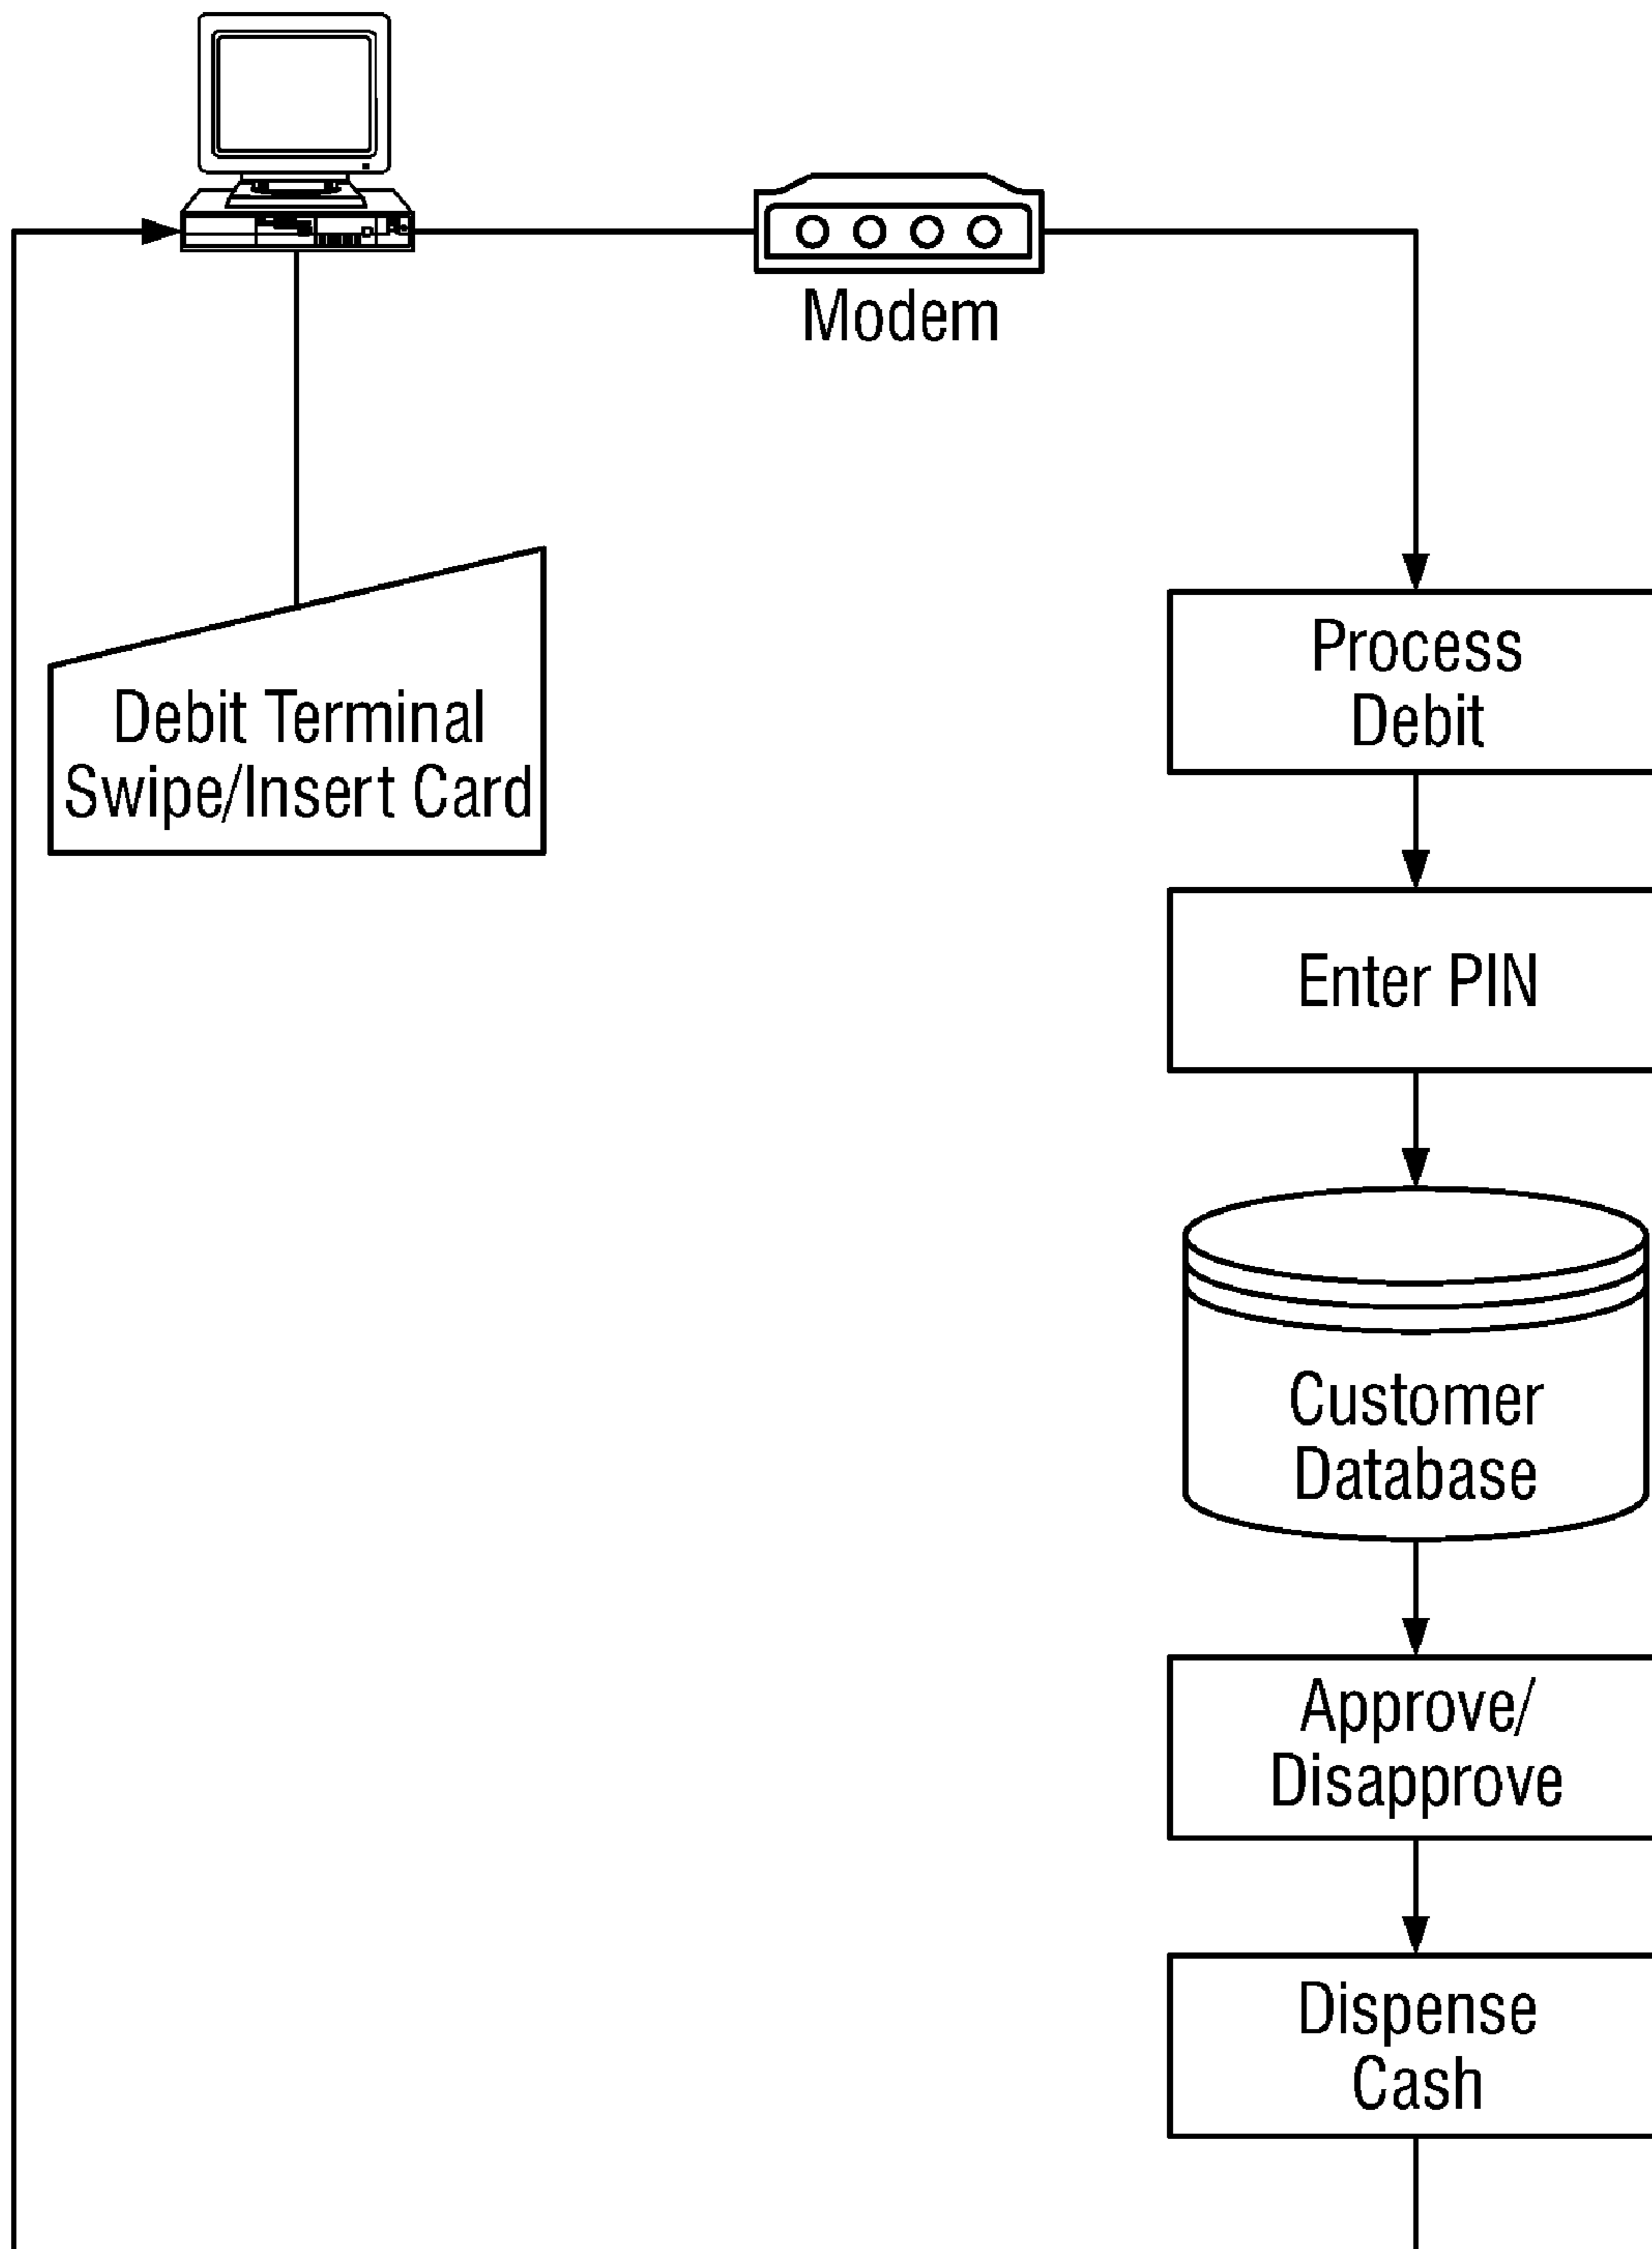 Modem
Debit Terminal
Swipe/Insert Card
Process
Debit
Enter PIN
Customer
Database
Approve/
Disapprove
Dispense
Cash